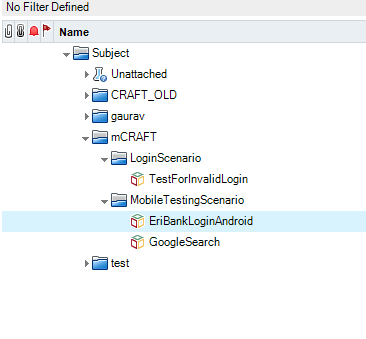 No Filter Defined
Name
Subject
Unattached
CRAFT_OLD
gaurav
mCRAFT
LoginScenario
TestForInvalidLogin
MobileTestingScenario
EriBankLoginAndroid
GoogleSearch
test